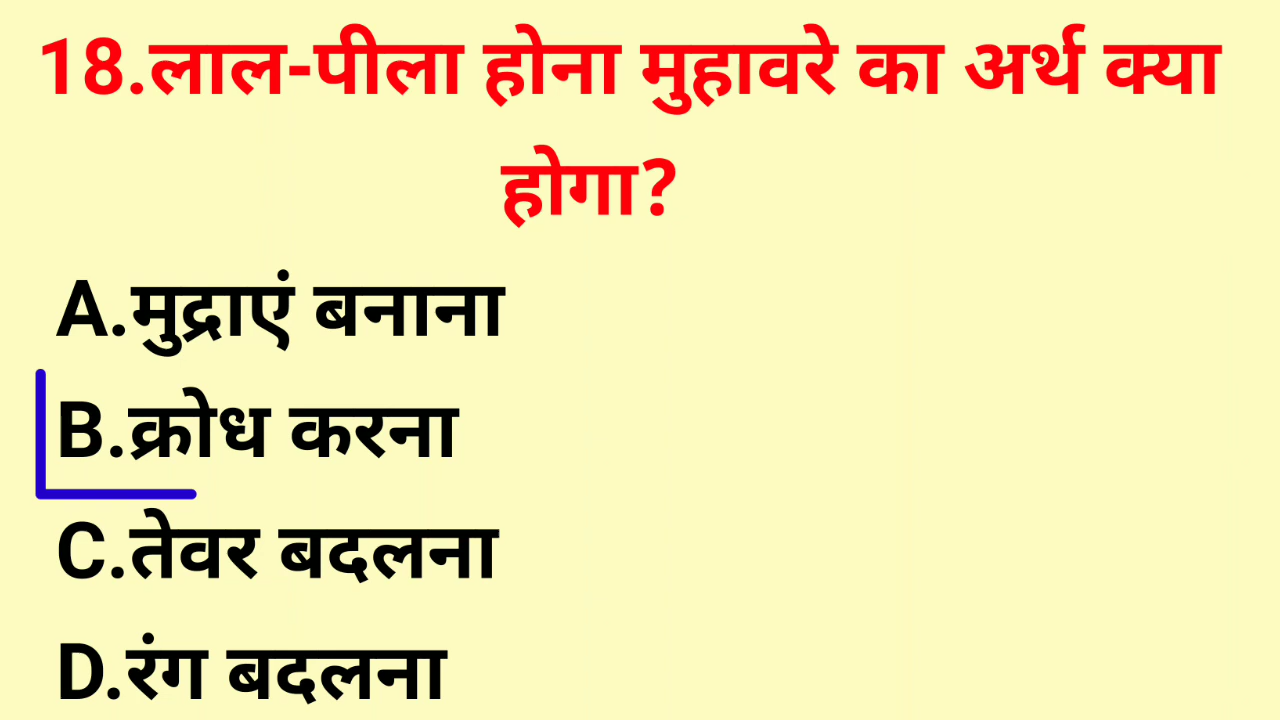 18.लाल-पीला होना मुहावरे का अर्थ क्या
होगा?
A.मुद्राएं बनाना
B.क्रोध करना
C.तेवर बदलना
D.रंग बदलना